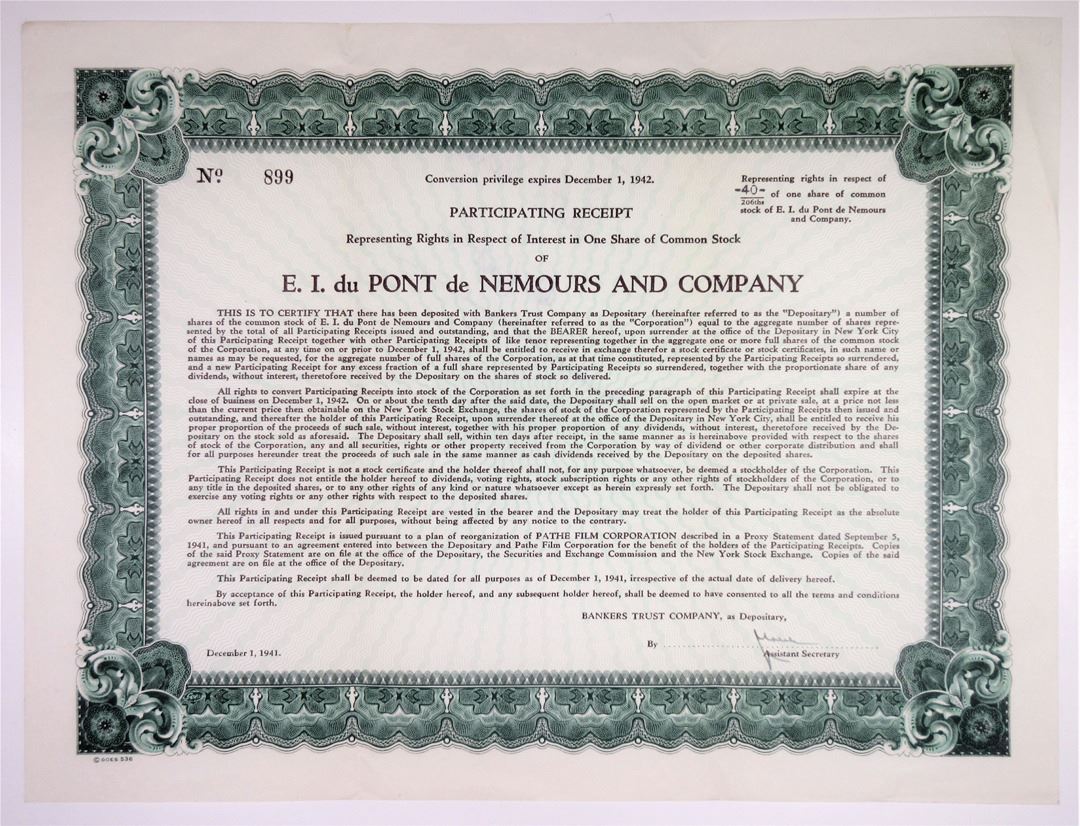 Nº 899
Conversion privilege expires December 1, 1942.
Representing rights in respect of
-40-
206ths
of one share of common
stock of E. I. du Pont de Nemours
and Company.
PARTICIPATING RECEIPT
Representing Rights in Respect of Interest in One Share of Common Stock
OF
E. I. du PONT de NEMOURS AND COMPANY
THIS IS TO CERTIFY THAT there has been deposited with Bankers Trust Company as Depositary (hereinafter referred to as the "Depositary") a number of
shares of the common stock of E. I. du Pont de Nemours and Company (hereinafter referred to as the "Corporation") equal to the aggregate number of shares repre-
sented by the total of all Participating Receipts issued and outstanding, and that the BEARER hereof, upon surrender at the office of the Depositary in New York City
of this Participating Receipt together with other Participating Receipts of like tenor representing together in the aggregate one or more full shares of the common stock
of the Corporation, at any time on or prior to December 1, 1942, shall be entitled to receive in exchange therefor a stock certificate or stock certificates, in such name or
names as may be requested, for the aggregate number of full shares of the Corporation, as at that time constituted, represented by the Participating Receipts so surrendered,
and a new Participating Receipt for any excess fraction of a full share represented by Participating Receipts so surrendered, together with the proportionate share of any
dividends, without interest, theretofore received by the Depositary on the shares of stock so delivered.
All rights to convert Participating Receipts into stock of the Corporation as set forth in the preceding paragraph of this Participating Receipt shall expire at the
close of business on December 1, 1942. On or about the tenth day after the said date, the Depositary shall sell on the open market or at private sale, at a price not less
than the current price then obtainable on the New York Stock Exchange, the shares of stock of the Corporation represented by the Participating Receipts then issued and
outstanding, and thereafter the holder of this Participating Receipt, upon surrender thereof at the office of the Depositary in New York City, shall be entitled to receive his
proper proportion of the proceeds of such sale, without interest, together with his proper proportion of any dividends, without interest, theretofore received by the De-
positary on the stock sold as aforesaid. The Depositary shall sell, within ten days after receipt, in the same manner as is hereinabove provided with respect to the shares
of stock of the Corporation, any and all securities, rights or other property received from the Corporation by way of dividend or other corporate distribution and shall
for all purposes hereunder treat the proceeds of such sale in the same manner as cash dividends received by the Depositary on the deposited shares.
This Participating Receipt is not a stock certificate and the holder thereof shall not, for any purpose whatsoever, be deemed a stockholder of the Corporation. This
Participating Receipt does not entitle the holder hereof to dividends, voting rights, stock subscription rights or any other rights of stockholders of the Corporation, or to
any title in the deposited shares, or to any other rights of any kind or nature whatsoever except as herein expressly set forth. The Depositary shall not be obligated to
exercise any voting rights or any other rights with respect to the deposited shares.
All rights in and under this Participating Receipt are vested in the bearer and the Depositary may treat the holder of this Participating Receipt as the absolute
owner hereof in all respects and for all purposes, without being affected by any notice to the contrary.
This Participating Receipt is issued pursuant to a plan of reorganization of PATHE FILM CORPORATION described in a Proxy Statement dated September 5,
1941, and pursuant to an agreement entered into between the Depositary and Pathe Film Corporation for the benefit of the holders of the Participating Receipts. Copies
of the said Proxy Statement are on file at the office of the Depositary, the Securities and Exchange Commission and the New York Stock Exchange. Copies of the said
agreement are on file at the office of the Depositary.
This Participating Receipt shall be deemed to be dated for all purposes as of December 1, 1941, irrespective of the actual date of delivery hereof.
By acceptance of this Participating Receipt, the holder hereof, and any subsequent holder hereof, shall be deemed to have consented to all the terms and conditions
hereinabove set forth.
BANKERS TRUST COMPANY, as Depositary,
By
Assistant Secretary
December 1, 1941.
© GOES 536